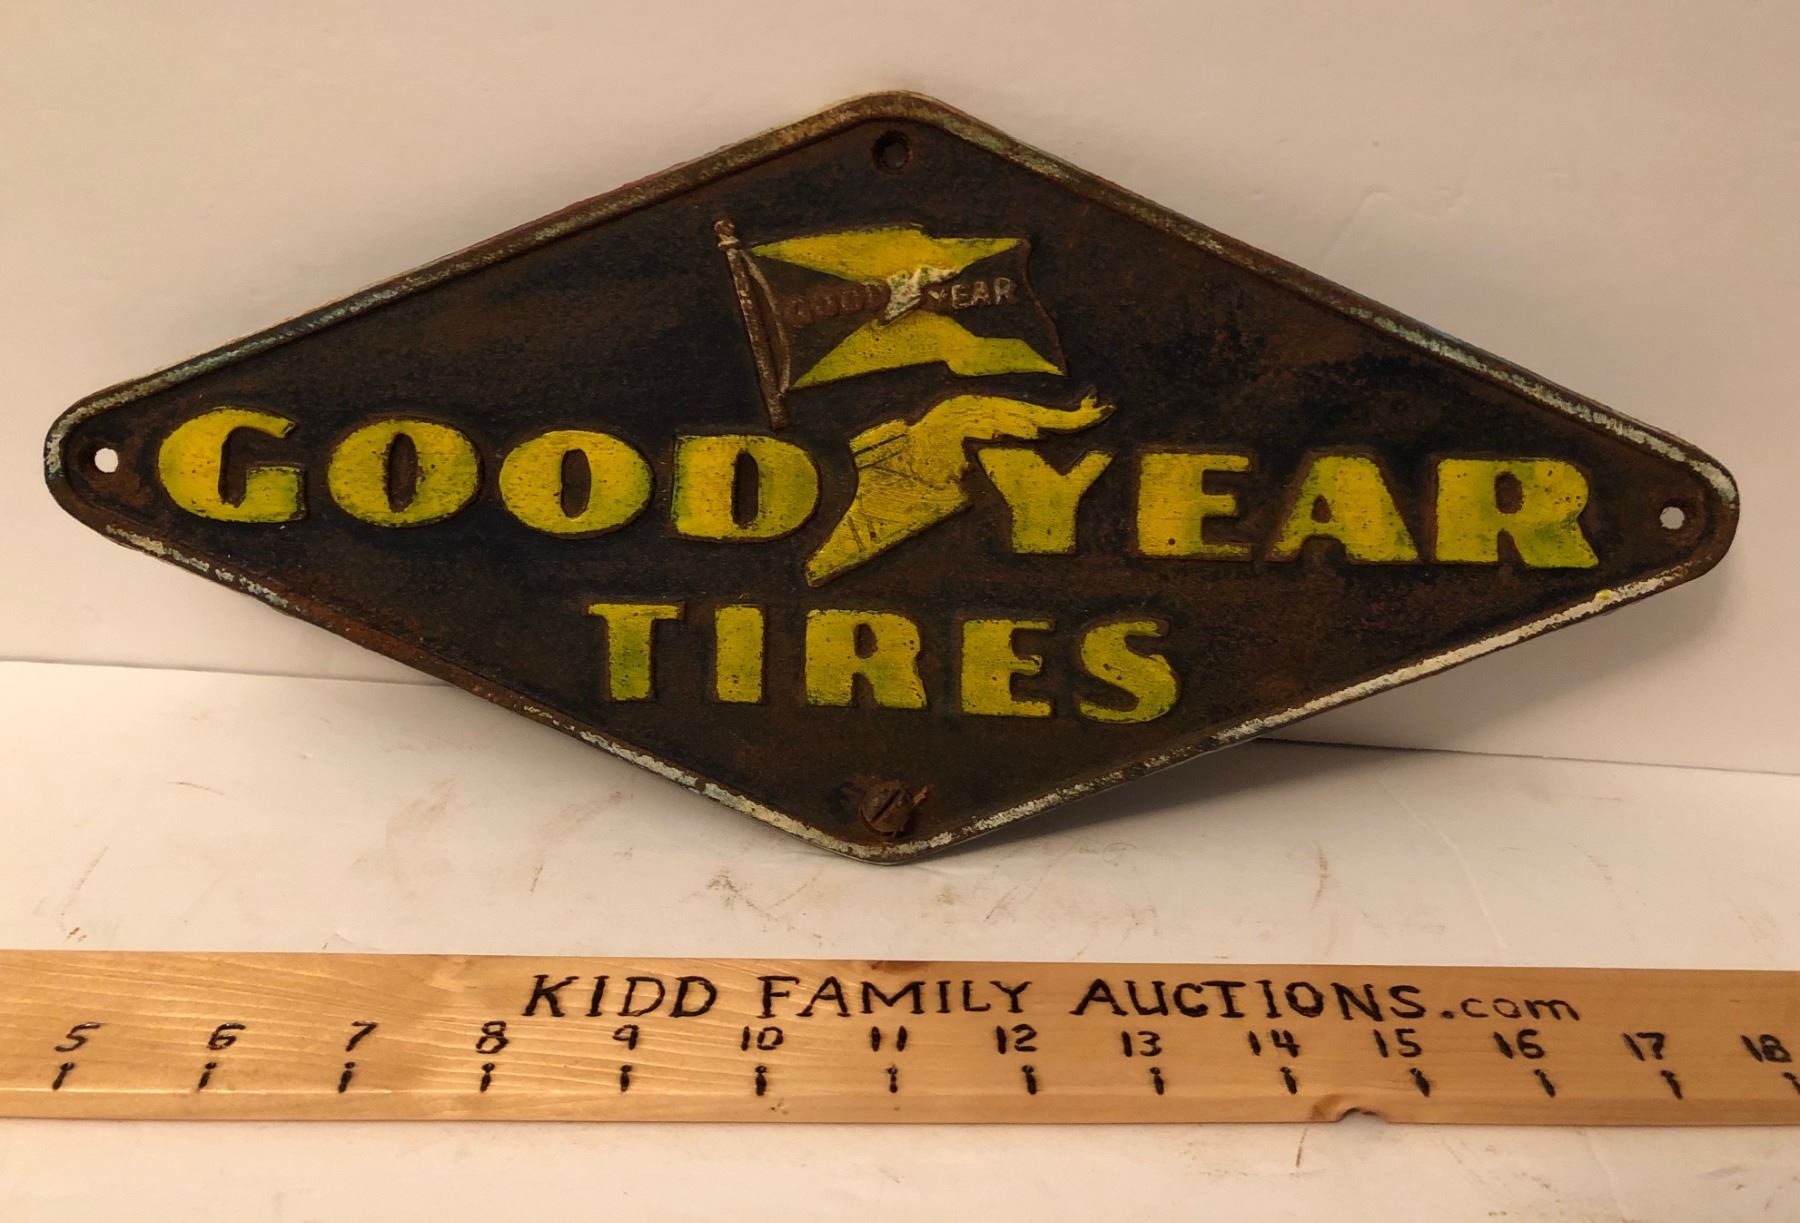 GOOD YEAR
GOOD YEAR
TIRES
KIDD FAMILY AUCTIONS.com
5 6 7 8 9 10 11 12 13 14 15 16 17 18